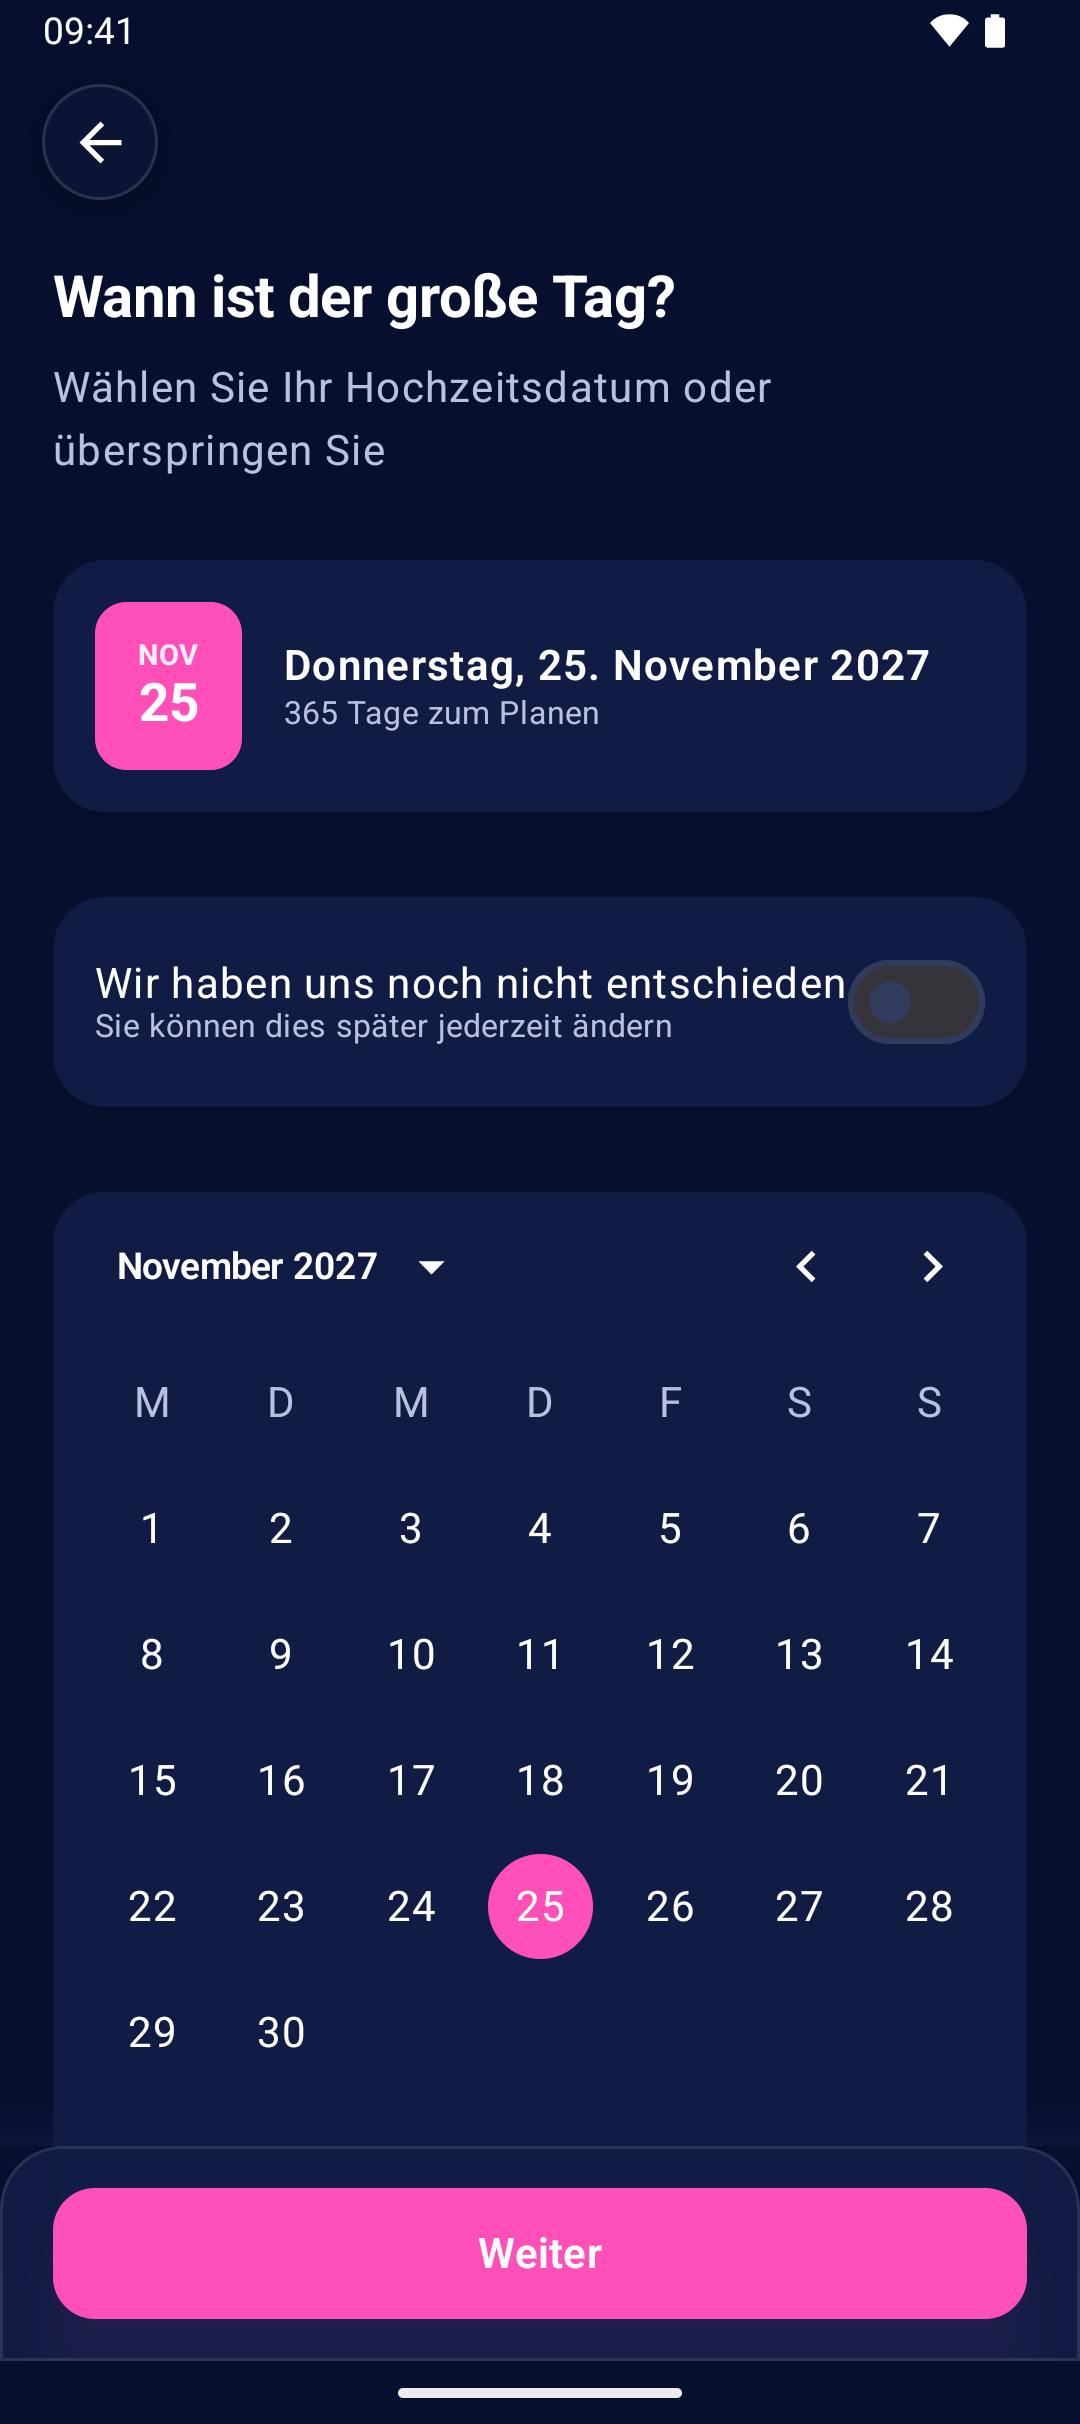 09:41
Wann ist der große Tag?
Wählen Sie Ihr Hochzeitsdatum oder
überspringen Sie
NOV
25
Donnerstag, 25. November 2027
365 Tage zum Planen
Wir haben uns noch nicht entschieden
Sie können dies später jederzeit ändern
November 2027
M D M D F S S
1 2 3 4 5 6 7
8 9 10 11 12 13 14
15 16 17 18 19 20 21
22 23 24 25 26 27 28
29 30
Weiter